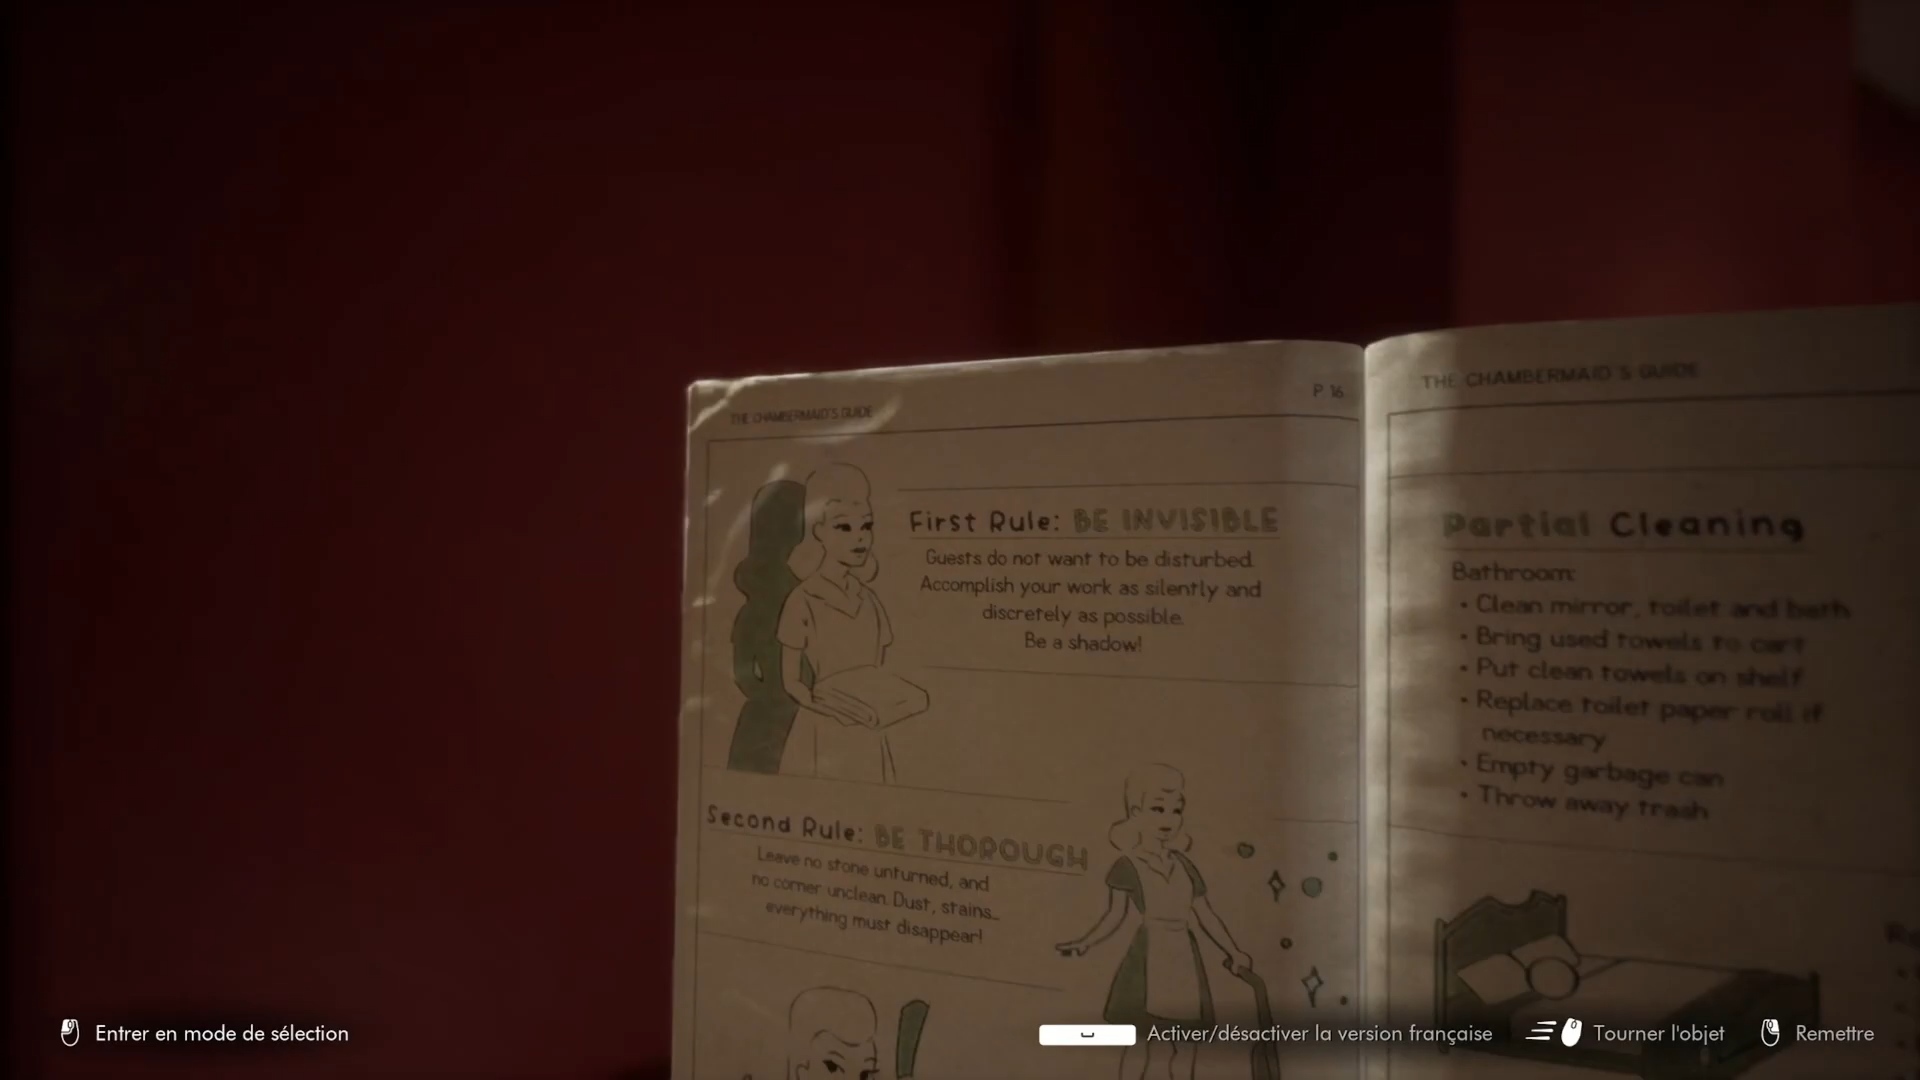 THE CHAMBERMAID'S GUIDE
P 16
First Rule: BE INVISIBLE
Guests do not want to be disturbed.
Accomplish your work as silently and
discretely as possible.
Be a shadow!
Second Rule: BE THOROUGH
Leave no stone unturned, and
no corner unclean. Dust, stains...
everything must disappear!
THE CHAMBERMAID'S GUIDE
Partial Cleaning
Bathroom:
• Clean mirror, toilet and bath
• Bring used towels to cart
• Put clean towels on shelf
• Replace toilet paper roll if
necessary
• Empty garbage can
• Throw away trash
Entrer en mode de sélection
Activer/désactiver la version française
Tourner l'objet
Remettre